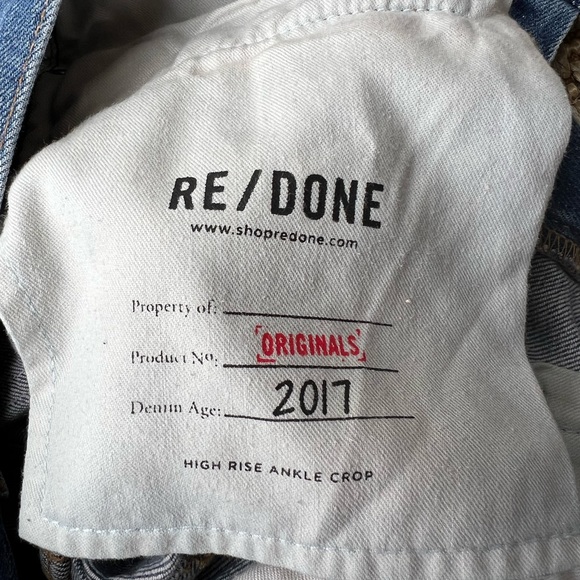 RE/DONE
www.shopredone.com
Property of:
Product No: ORIGINALS
Denim Age: 2017
HIGH RISE ANKLE CROP